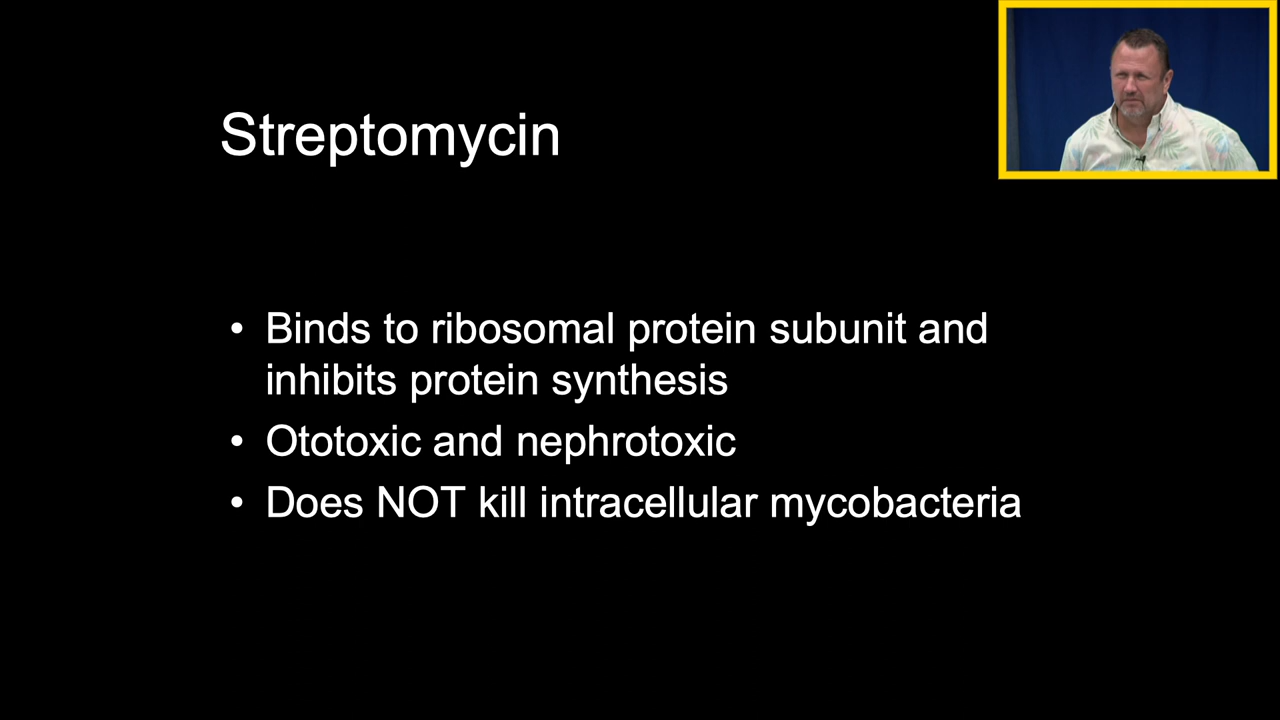 Streptomycin
• Binds to ribosomal protein subunit and
inhibits protein synthesis
• Ototoxic and nephrotoxic
• Does NOT kill intracellular mycobacteria